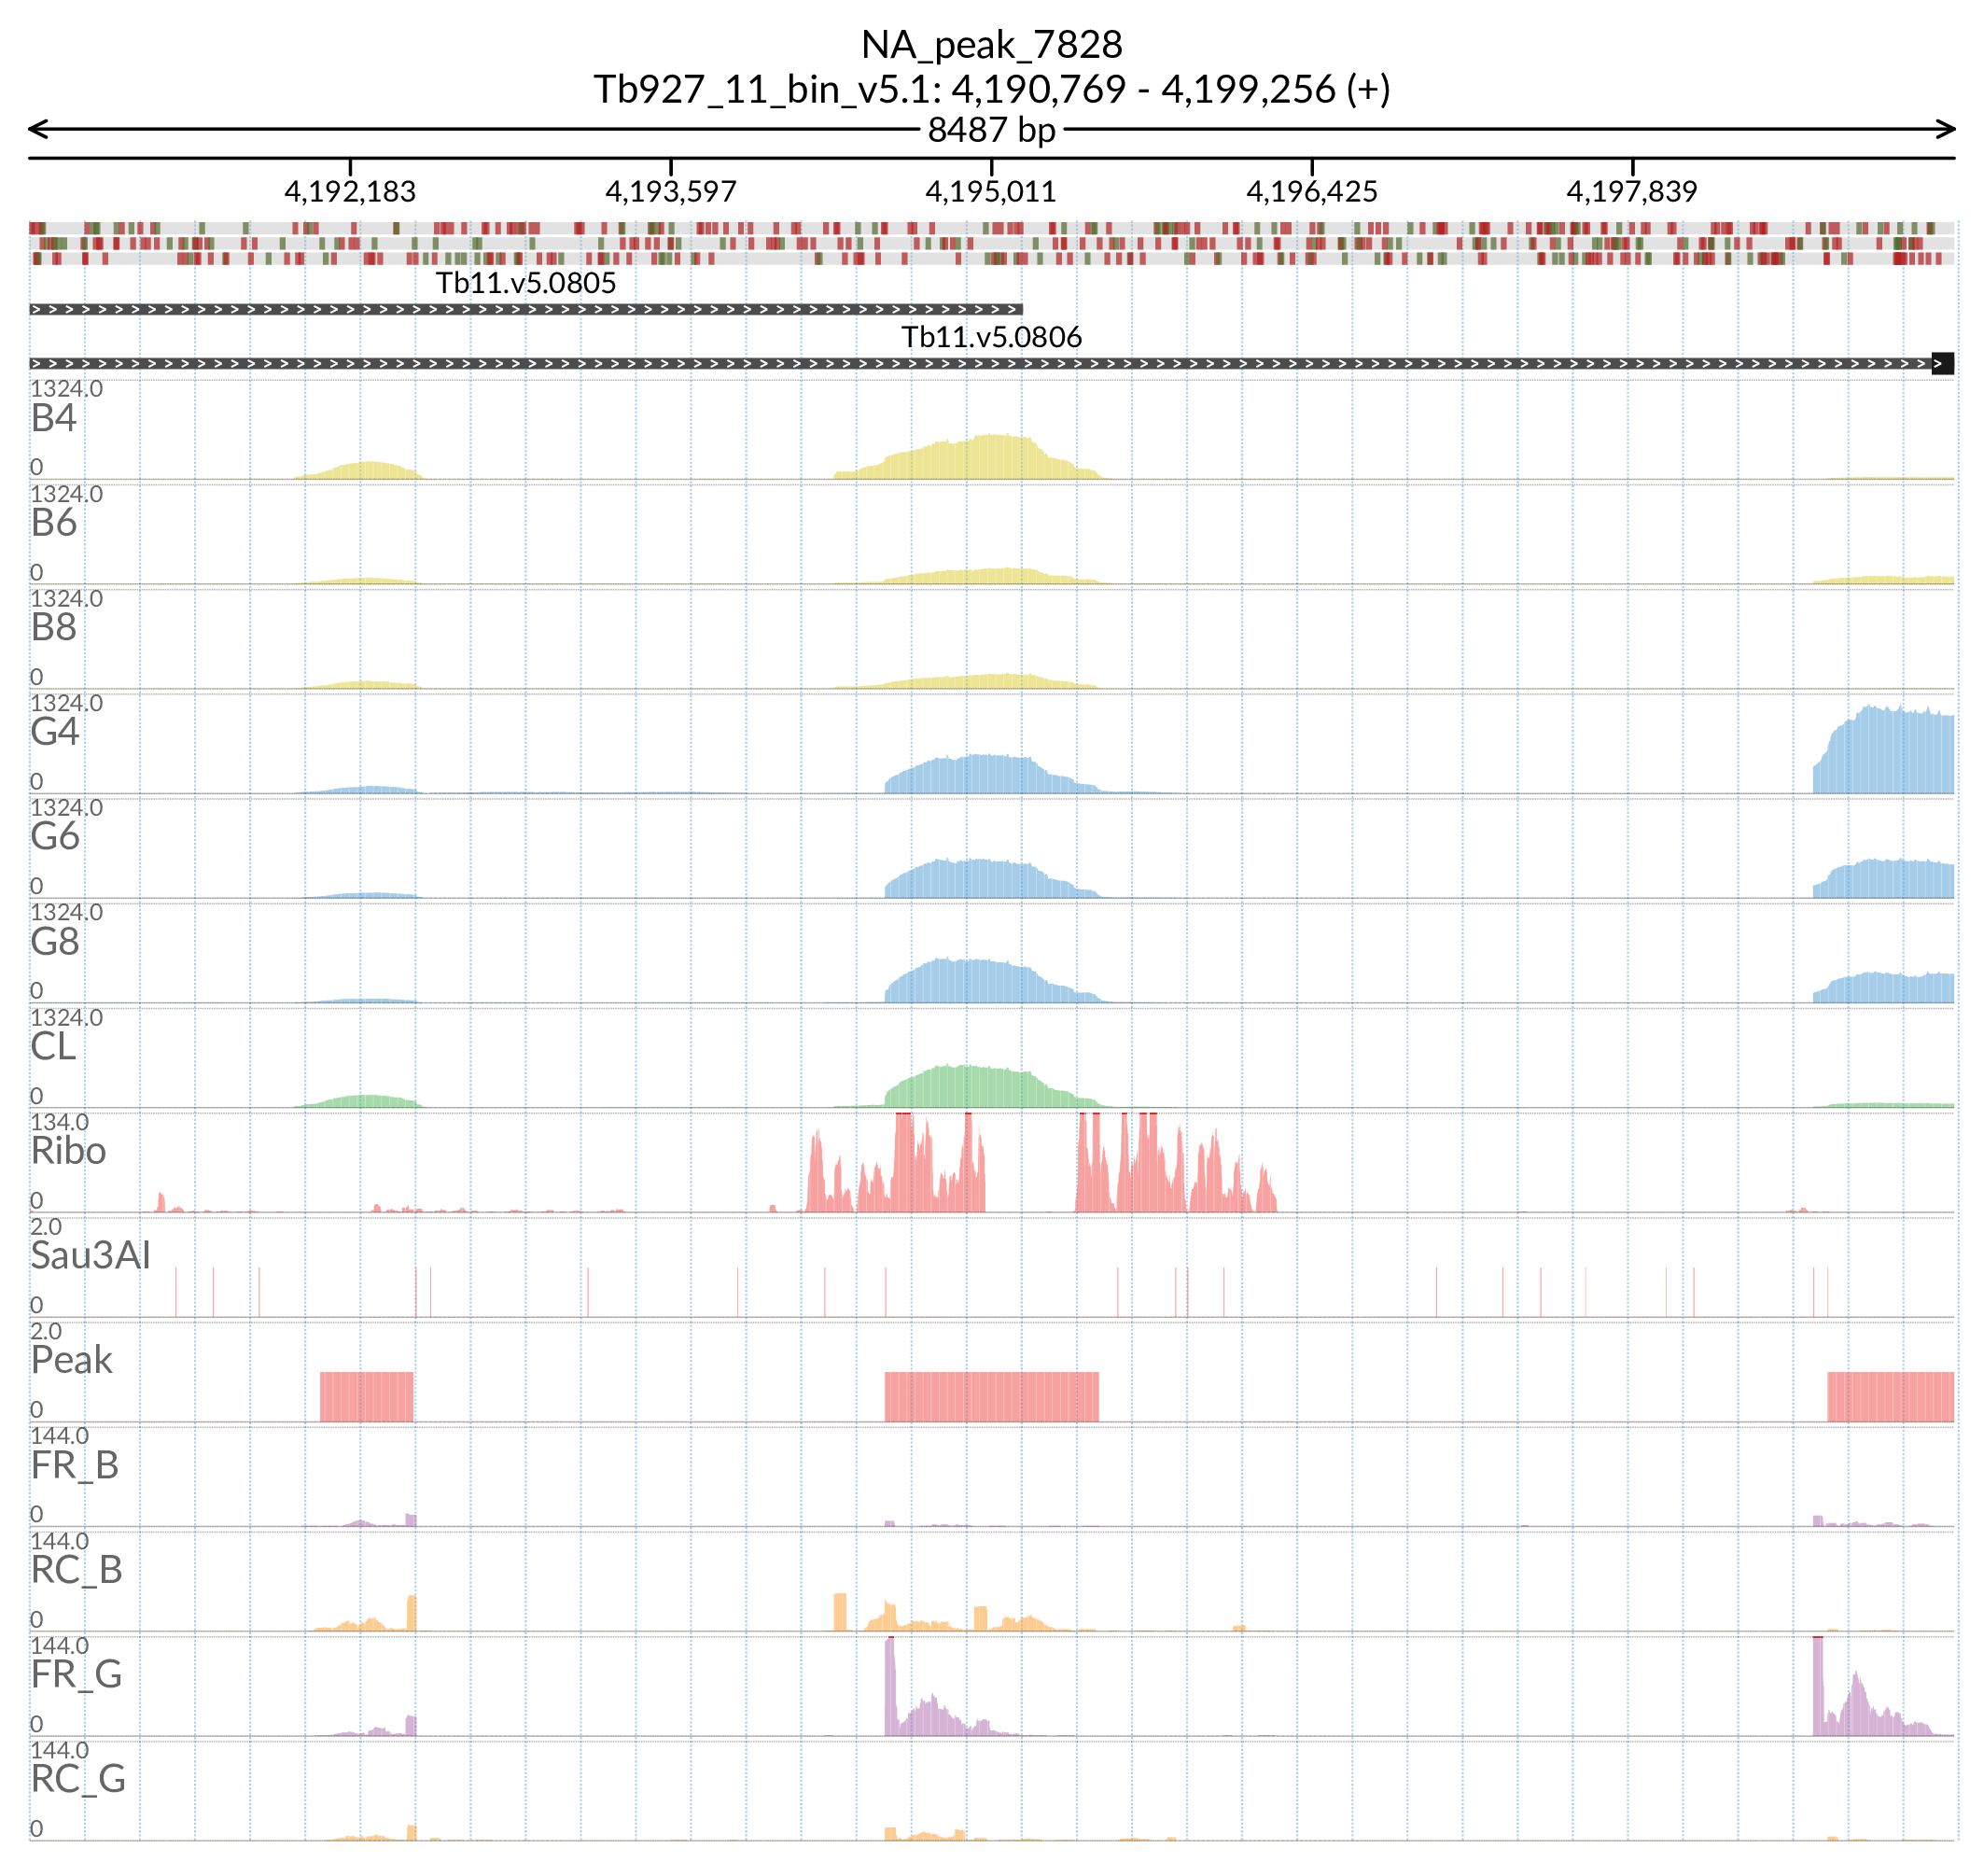 NA_peak_7828
Tb927_11_bin_v5.1: 4,190,769 - 4,199,256 (+)
8487 bp
4,192,183 4,193,597 4,195,011 4,196,425 4,197,839
Tb11.v5.0805
Tb11.v5.0806
1324.0
B4
0
1324.0
B6
0
1324.0
B8
0
1324.0
G4
0
1324.0
G6
0
1324.0
G8
0
1324.0
CL
0
134.0
Ribo
0
2.0
Sau3AI
0
2.0
Peak
0
144.0
FR_B
0
144.0
RC_B
0
144.0
FR_G
0
144.0
RC_G
0